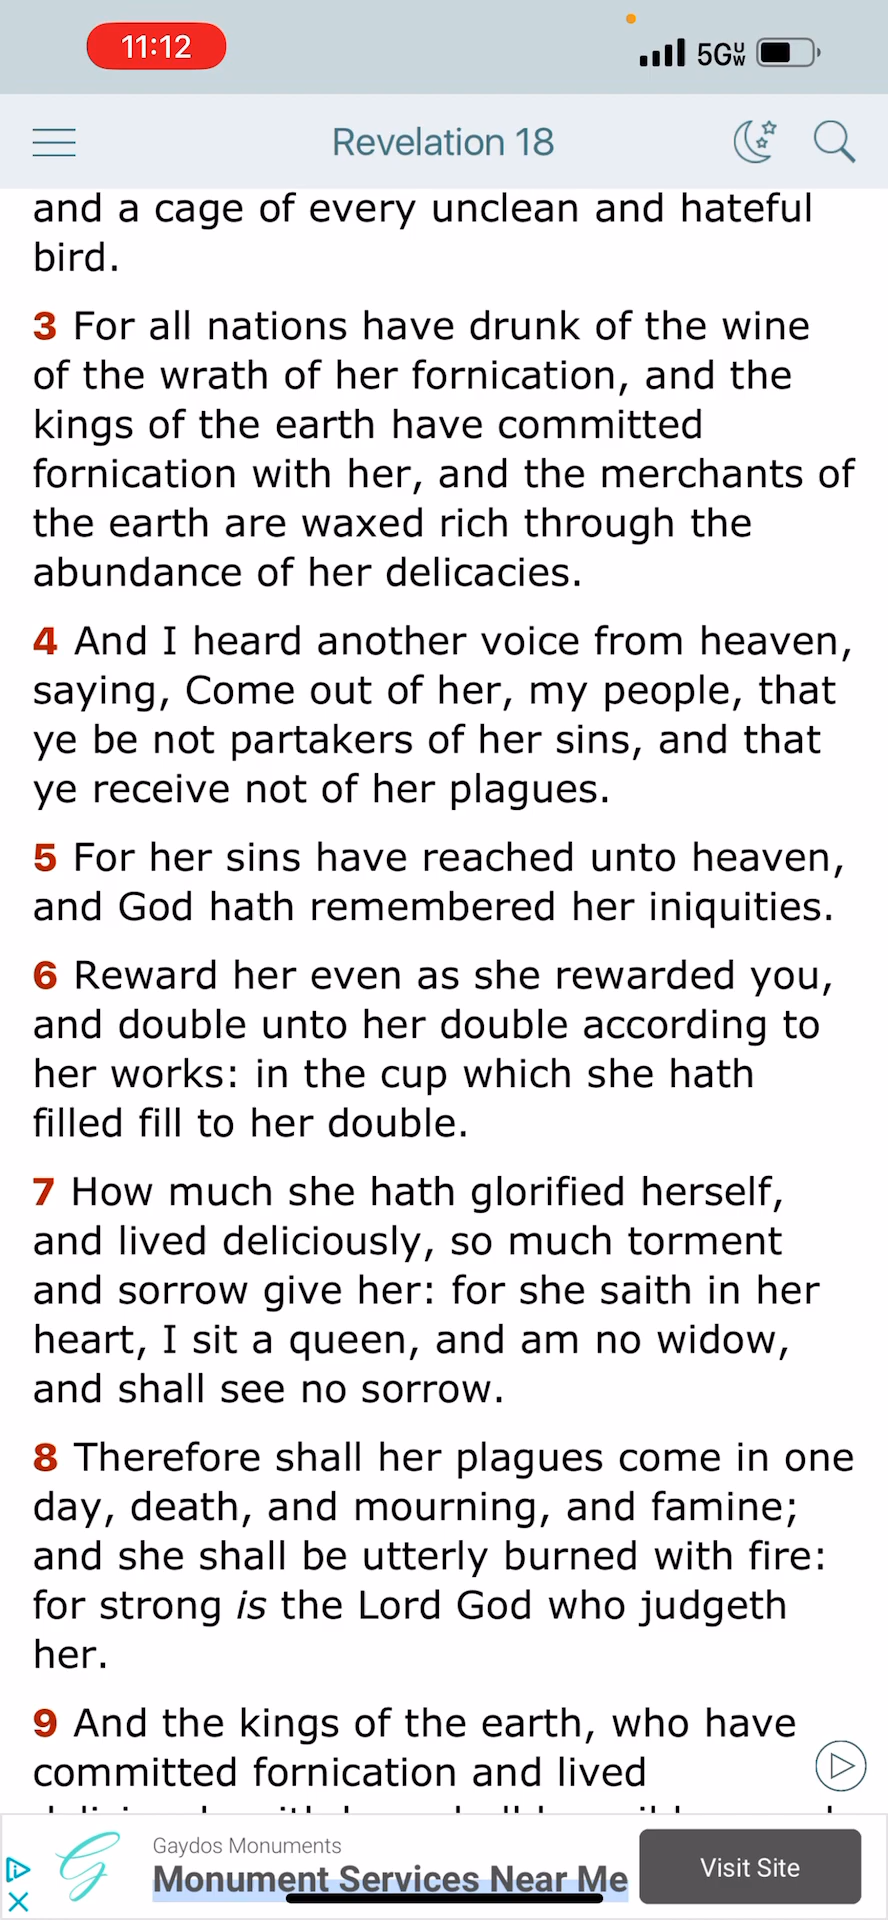 11:12
5G UW
Revelation 18
and a cage of every unclean and hateful
bird.
3 For all nations have drunk of the wine
of the wrath of her fornication, and the
kings of the earth have committed
fornication with her, and the merchants of
the earth are waxed rich through the
abundance of her delicacies.
4 And I heard another voice from heaven,
saying, Come out of her, my people, that
ye be not partakers of her sins, and that
ye receive not of her plagues.
5 For her sins have reached unto heaven,
and God hath remembered her iniquities.
6 Reward her even as she rewarded you,
and double unto her double according to
her works: in the cup which she hath
filled fill to her double.
7 How much she hath glorified herself,
and lived deliciously, so much torment
and sorrow give her: for she saith in her
heart, I sit a queen, and am no widow,
and shall see no sorrow.
8 Therefore shall her plagues come in one
day, death, and mourning, and famine;
and she shall be utterly burned with fire:
for strong is the Lord God who judgeth
her.
9 And the kings of the earth, who have
committed fornication and lived
Gaydos Monuments
Monument Services Near Me
Visit Site